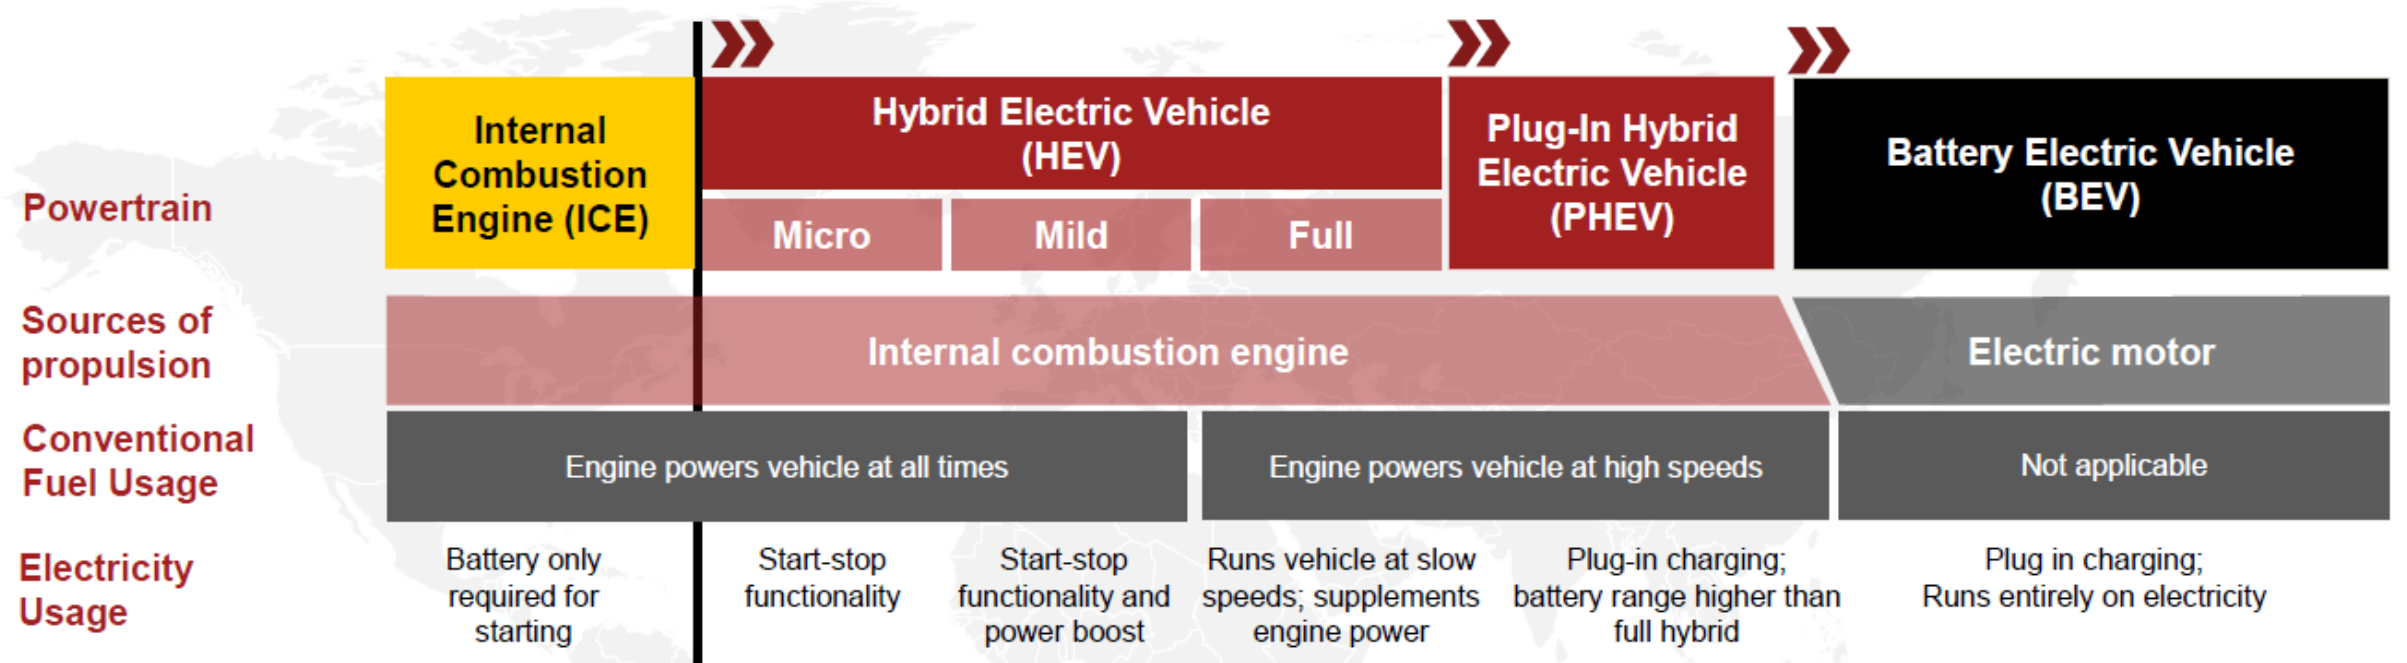 Powertrain
Internal
Combustion
Engine (ICE)
Hybrid Electric Vehicle
(HEV)
Micro
Mild
Full
Plug-In Hybrid
Electric Vehicle
(PHEV)
Battery Electric Vehicle
(BEV)
Sources of
propulsion
Internal combustion engine
Electric motor
Conventional
Fuel Usage
Engine powers vehicle at all times
Engine powers vehicle at high speeds
Not applicable
Electricity
Usage
Battery only
required for
starting
Start-stop
functionality
Start-stop
functionality and
power boost
Runs vehicle at slow
speeds; supplements
engine power
Plug-in charging;
battery range higher than
full hybrid
Plug in charging;
Runs entirely on electricity